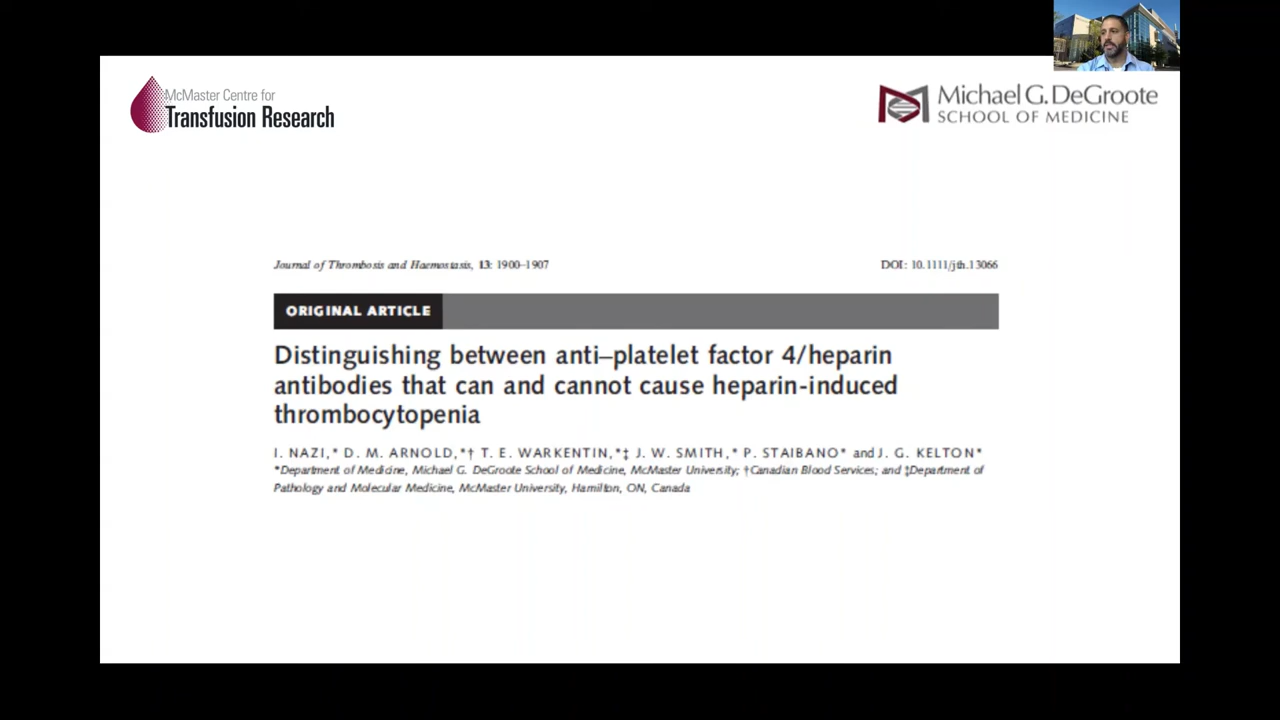 McMaster Centre for
Transfusion Research
Michael G. DeGroote
SCHOOL OF MEDICINE
Journal of Thrombosis and Haemostasis, 13: 1900–1907
DOI: 10.1111/jth.13066
ORIGINAL ARTICLE
Distinguishing between anti–platelet factor 4/heparin
antibodies that can and cannot cause heparin-induced
thrombocytopenia
I. NAZI,* D. M. ARNOLD,*† T. E. WARKENTIN,*‡ J. W. SMITH,* P. STAIBANO* and J. G. KELTON*
*Department of Medicine, Michael G. DeGroote School of Medicine, McMaster University; †Canadian Blood Services; and ‡Department of
Pathology and Molecular Medicine, McMaster University, Hamilton, ON, Canada